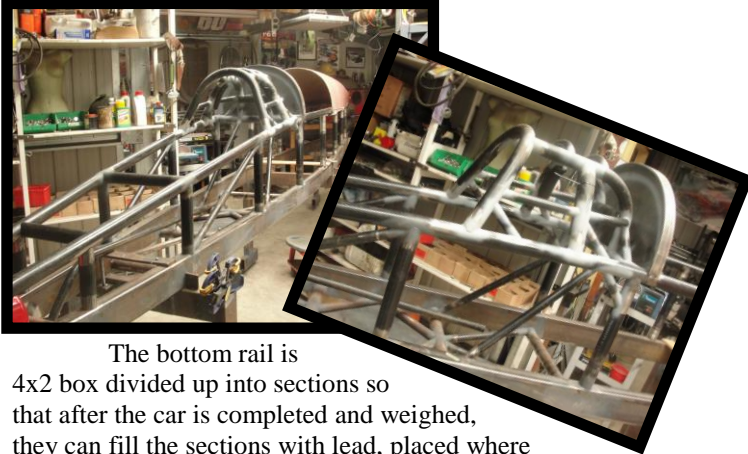 The bottom rail is
4x2 box divided up into sections so
that after the car is completed and weighed,
they can fill the sections with lead, placed where